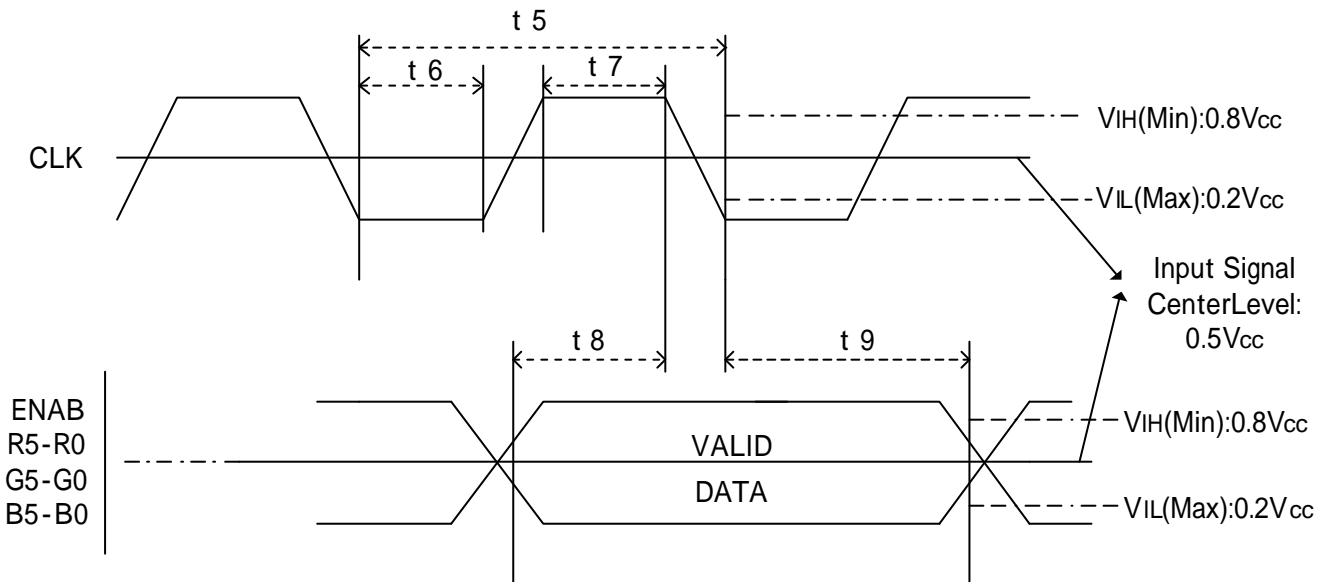 t 5
t 6
t 7
VIH(Min):0.8Vcc
CLK
VIL(Max):0.2Vcc
Input Signal
CenterLevel:
0.5Vcc
t 8
t 9
ENAB
R5-R0
G5-G0
B5-B0
VALID
DATA
VIH(Min):0.8Vcc
VIL(Max):0.2Vcc